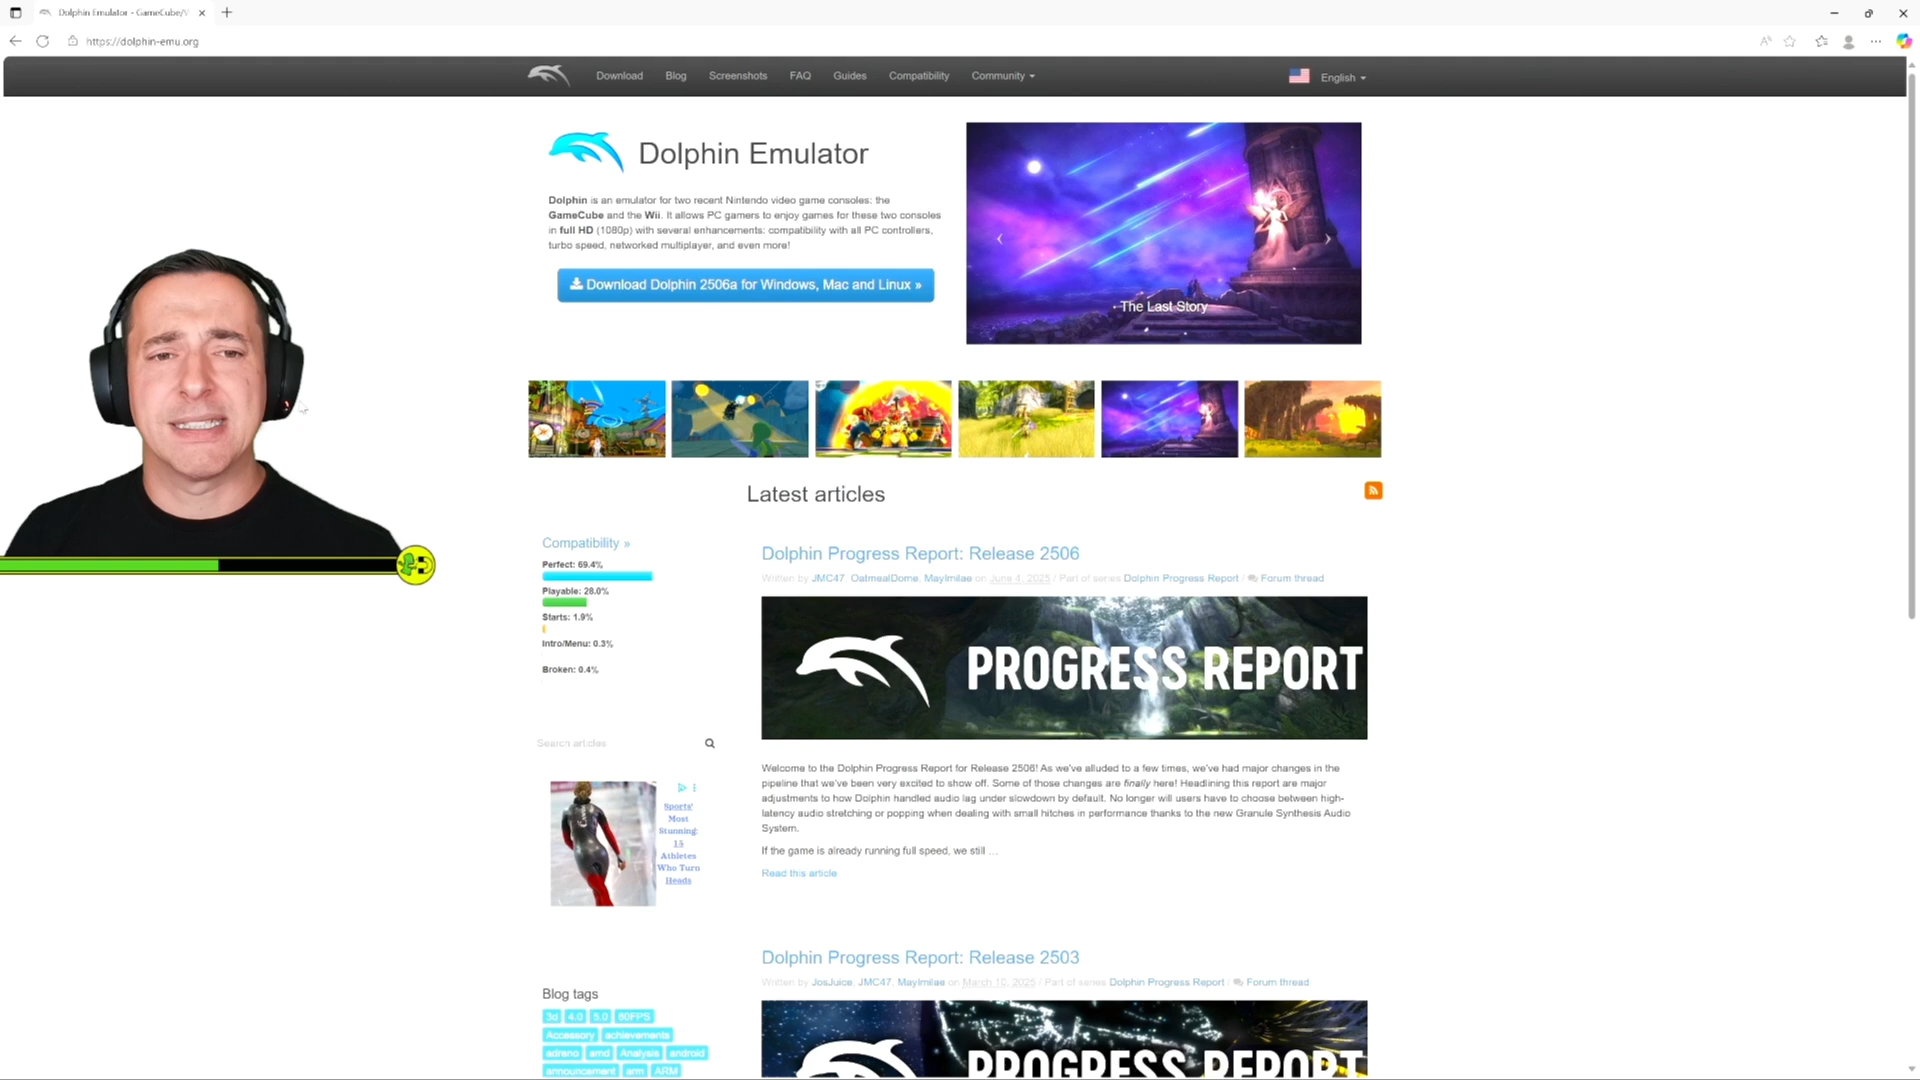 Dolphin Emulator - GameCube/
https://dolphin-emu.org
Download Blog Screenshots FAQ Guides Compatibility Community English
Dolphin Emulator
Dolphin is an emulator for two recent Nintendo video game consoles: the
GameCube and the Wii. It allows PC gamers to enjoy games for these two consoles
in full HD (1080p) with several enhancements: compatibility with all PC controllers,
turbo speed, networked multiplayer, and even more!
Download Dolphin 2506a for Windows, Mac and Linux »
The Last Story
Latest articles
Compatibility »
Perfect: 69.4%
Playable: 28.0%
Starts: 1.9%
Intro/Menu: 0.3%
Broken: 0.4%
Search articles
Sports'
Most
Stunning:
15
Athletes
Who Turn
Heads
Blog tags
3d 4.0 5.0 60FPS
Accessory achievements
adreno amd Analysis android
announcement arm ARM
Dolphin Progress Report: Release 2506
Written by JMC47, OatmealDome, MayImilae on June 4, 2025 / Part of series Dolphin Progress Report / Forum thread
PROGRESS REPORT
Welcome to the Dolphin Progress Report for Release 2506! As we've alluded to a few times, we've had major changes in the
pipeline that we've been very excited to show off. Some of those changes are finally here! Headlining this report are major
adjustments to how Dolphin handled audio lag under slowdown by default. No longer will users have to choose between high-
latency audio stretching or popping when dealing with small hitches in performance thanks to the new Granule Synthesis Audio
System.
If the game is already running full speed, we still …
Read this article
Dolphin Progress Report: Release 2503
Written by JosJuice, JMC47, MayImilae on March 10, 2025 / Part of series Dolphin Progress Report / Forum thread
PROGRESS REPORT